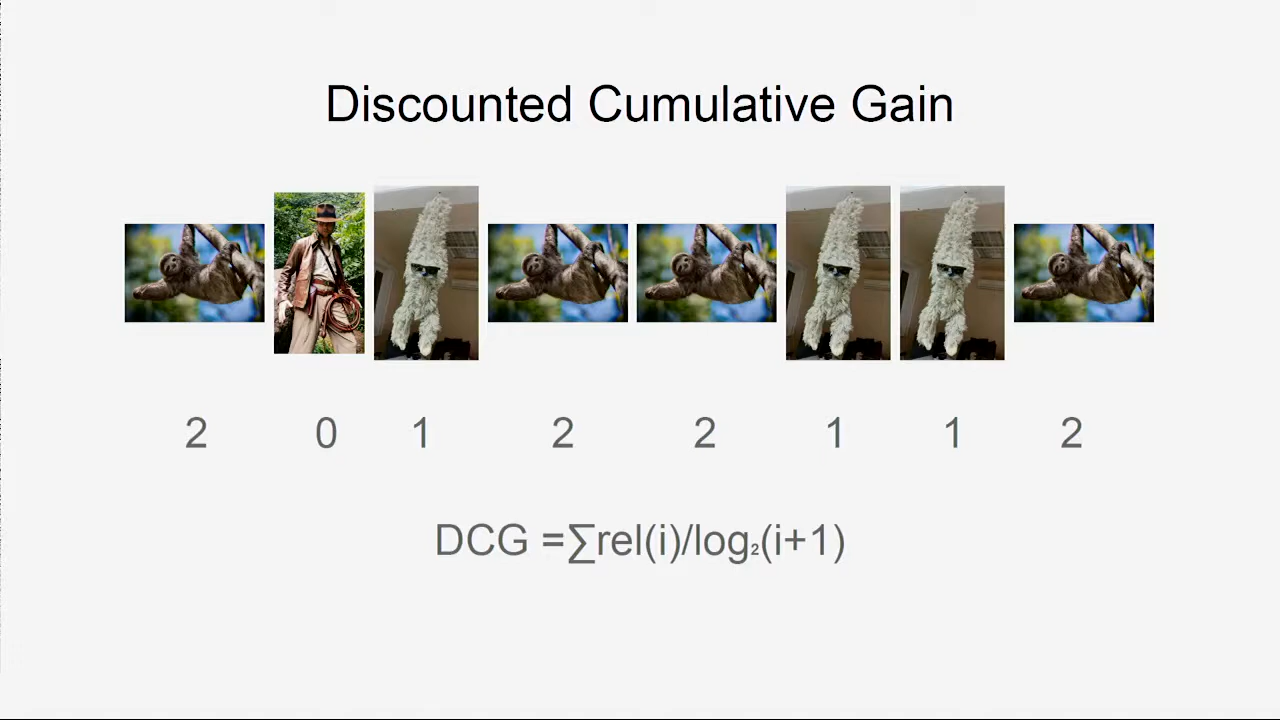 Discounted Cumulative Gain
2 0 1 2 2 1 1 2
DCG =∑rel(i)/log₂(i+1)